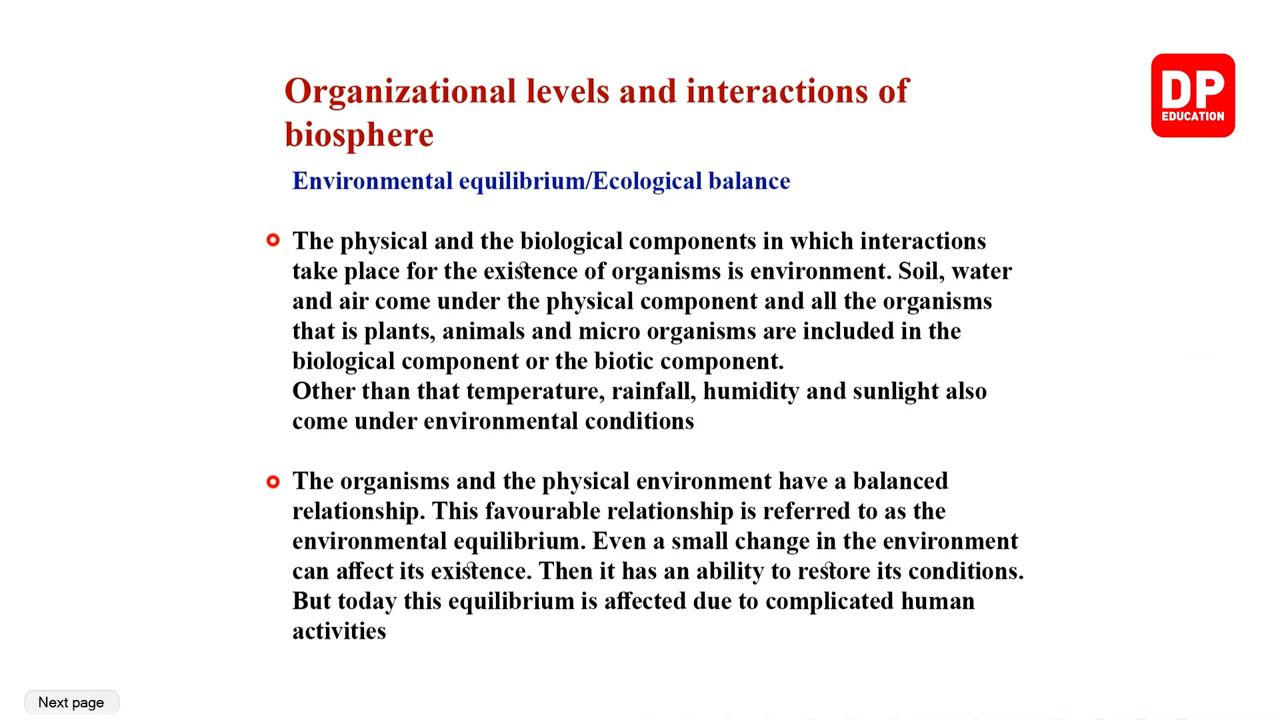 DP
EDUCATION
Organizational levels and interactions of
biosphere
Environmental equilibrium/Ecological balance
The physical and the biological components in which interactions
take place for the existence of organisms is environment. Soil, water
and air come under the physical component and all the organisms
that is plants, animals and micro organisms are included in the
biological component or the biotic component.
Other than that temperature, rainfall, humidity and sunlight also
come under environmental conditions
The organisms and the physical environment have a balanced
relationship. This favourable relationship is referred to as the
environmental equilibrium. Even a small change in the environment
can affect its existence. Then it has an ability to restore its conditions.
But today this equilibrium is affected due to complicated human
activities
Next page